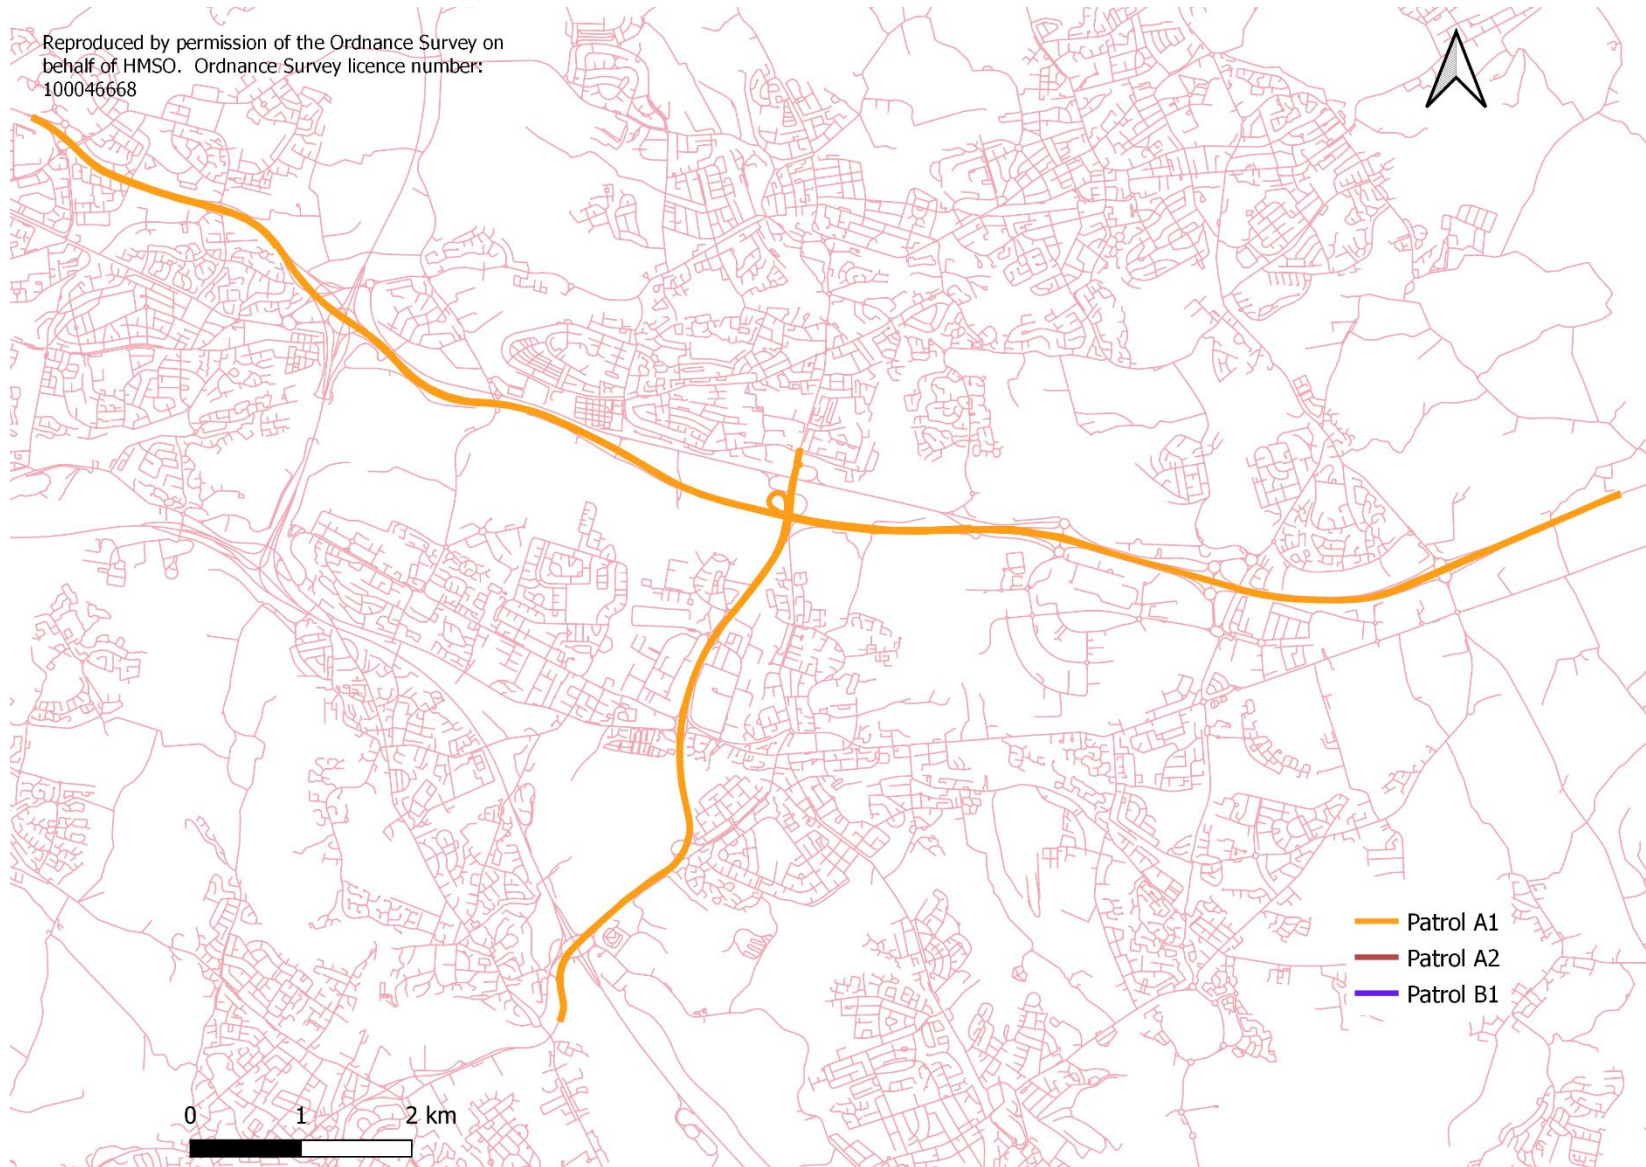 Reproduced by permission of the Ordnance Survey on
behalf of HMSO. Ordnance Survey licence number:
100046668
Patrol A1
Patrol A2
Patrol B1
0 1 2 km